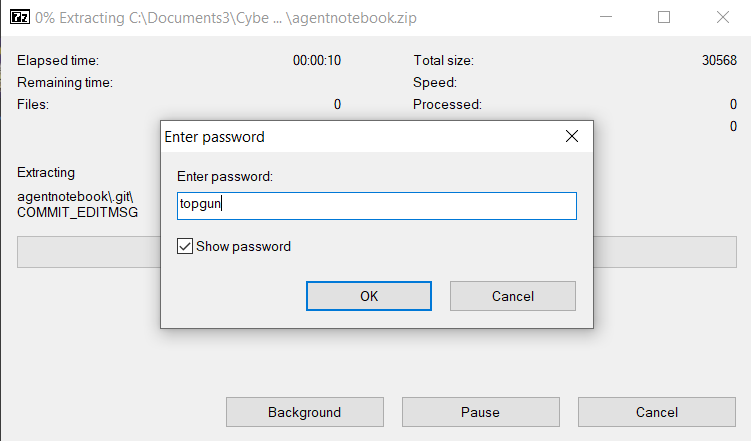 7z 0% Extracting C:\Documents3\Cybe ... \agentnotebook.zip
Elapsed time: 00:00:10 Total size: 30568
Remaining time: Speed:
Files: 0 Processed: 0
0
Enter password
Enter password:
topgun
Show password
OK Cancel
Extracting
agentnotebook\.git\
COMMIT_EDITMSG
Background Pause Cancel